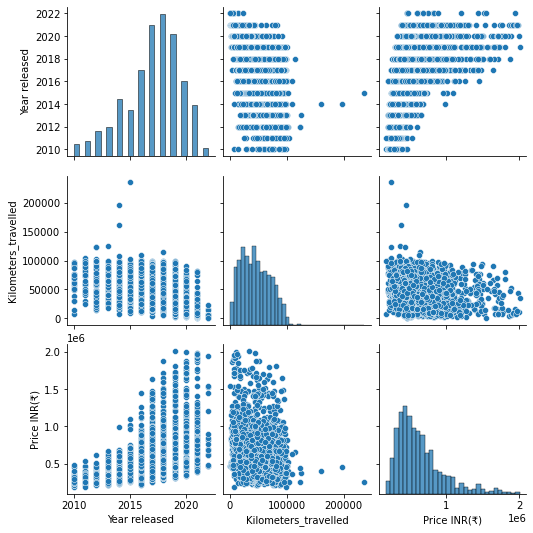 2022
2020
2018
2016
2014
2012
2010
Year released
200000
150000
100000
50000
0
Kilometers_travelled
1e6
2.0
1.5
1.0
0.5
Price INR(₹)
2010 2015 2020
Year released
0 100000 200000
Kilometers_travelled
1 2
1e6
Price INR(₹)